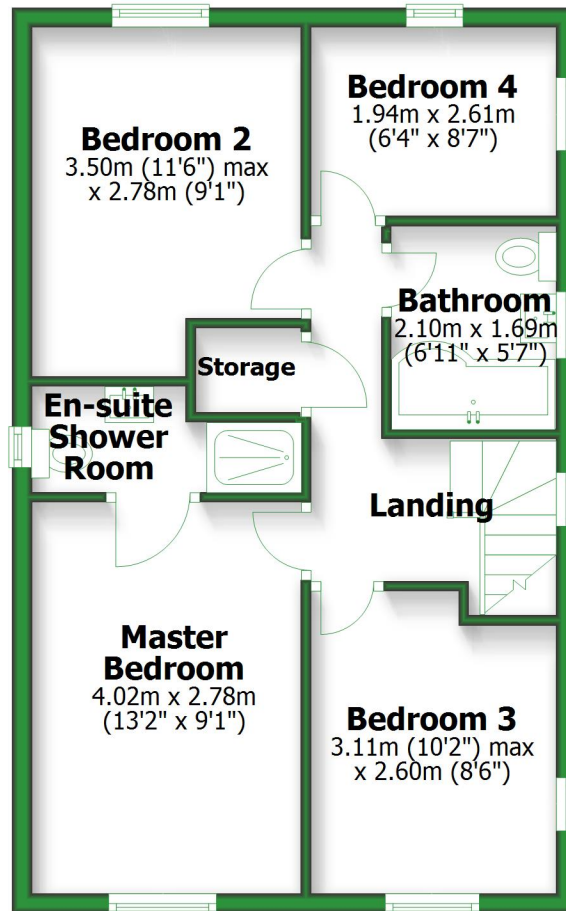 Bedroom 2
3.50m (11'6") max
x 2.78m (9'1")
Bedroom 4
1.94m x 2.61m
(6'4" x 8'7")
Bathroom
2.10m x 1.69m
(6'11" x 5'7")
Storage
En-suite
Shower
Room
Landing
Master
Bedroom
4.02m x 2.78m
(13'2" x 9'1")
Bedroom 3
3.11m (10'2") max
x 2.60m (8'6")